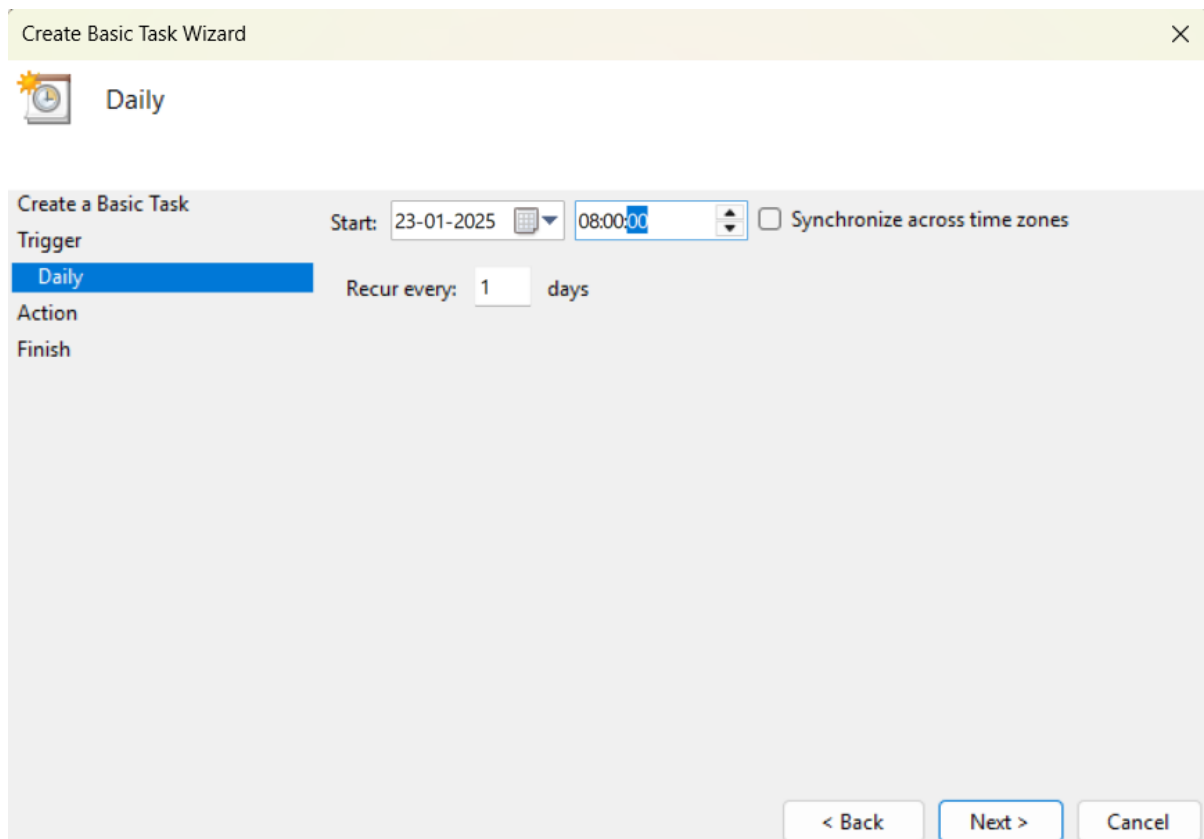 Create Basic Task Wizard
Daily
Create a Basic Task
Trigger
Daily
Action
Finish
Start: 23-01-2025 08:00:00 Synchronize across time zones
Recur every: 1 days
< Back Next > Cancel